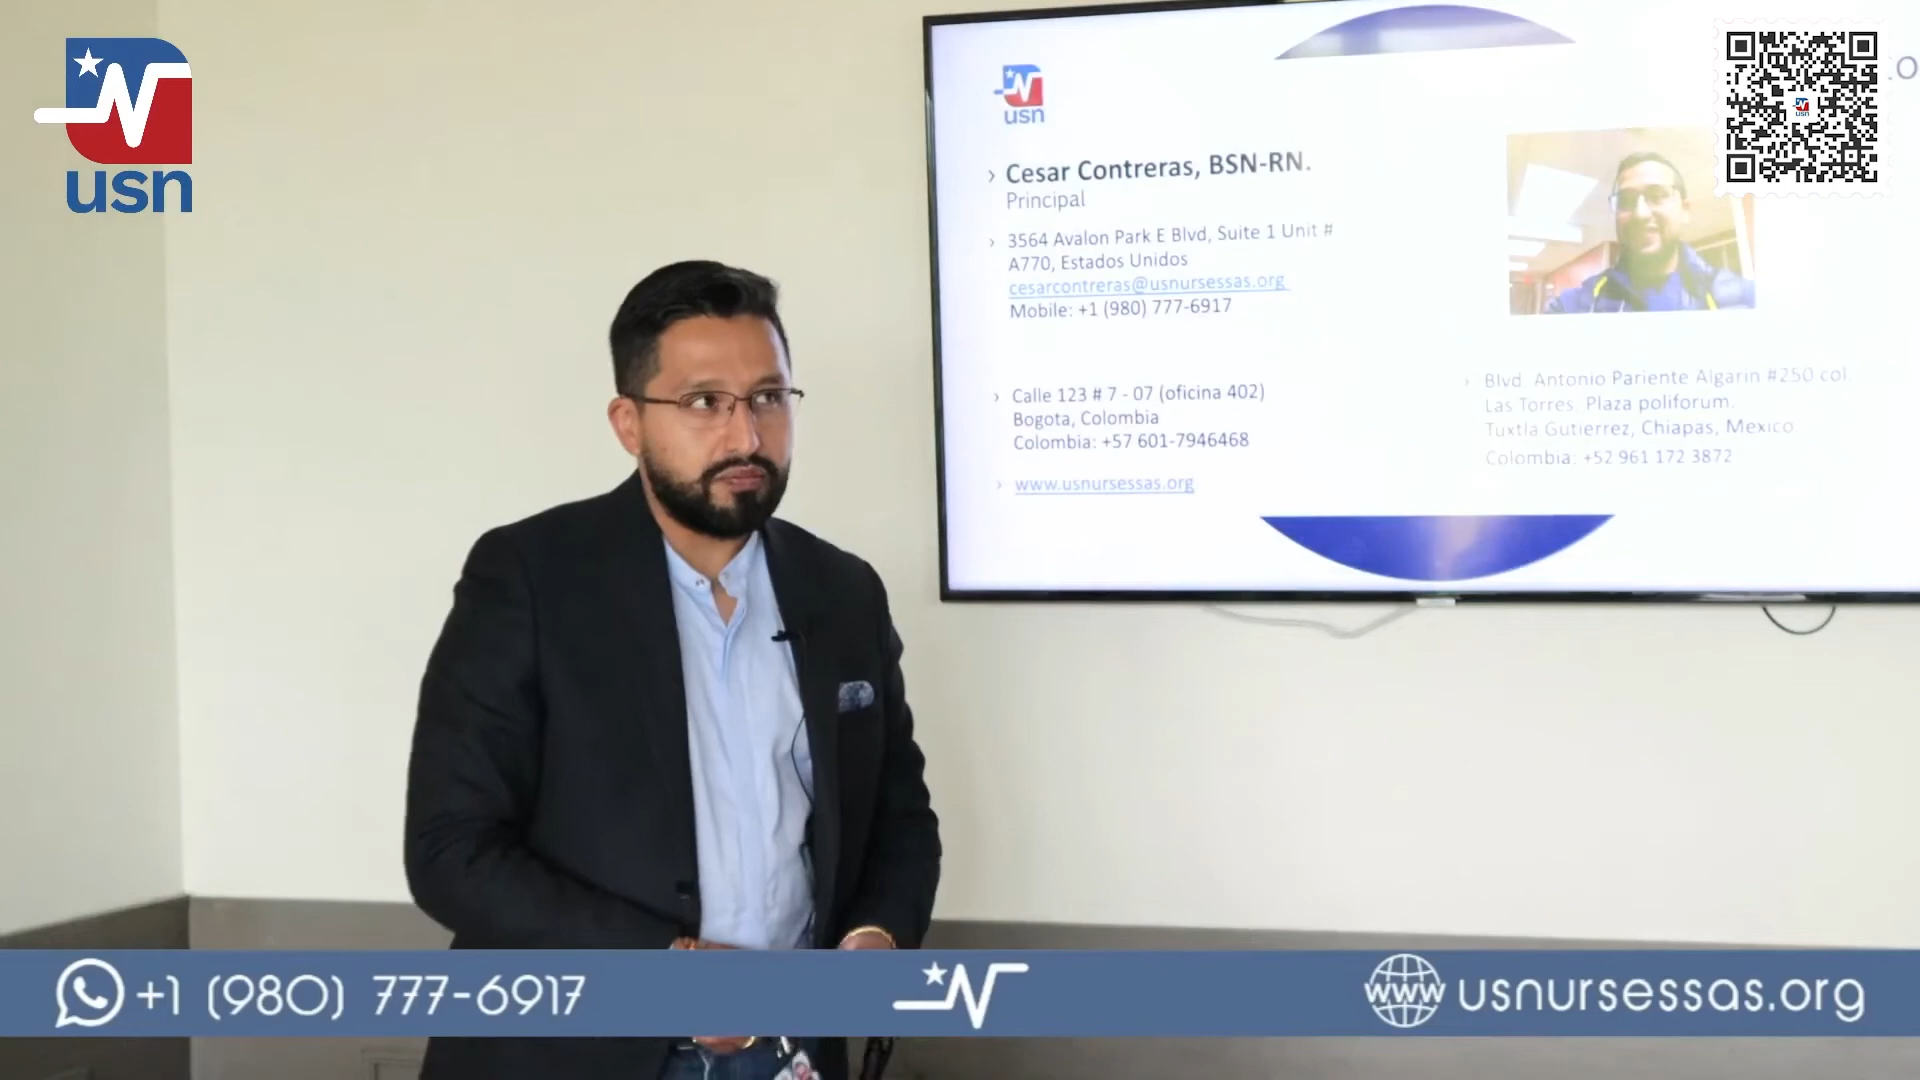 usn
usn
Cesar Contreras, BSN-RN.
Principal
3564 Avalon Park E Blvd, Suite 1 Unit #
A770, Estados Unidos
cesarcontreras@usnursessas.org
Mobile: +1 (980) 777-6917
Calle 123 # 7 - 07 (oficina 402)
Bogota, Colombia
Colombia: +57 601-7946468
www.usnursessas.org
Blvd. Antonio Pariente Algarin #250 col.
Las Torres. Plaza poliforum.
Tuxtla Gutierrez, Chiapas, Mexico
Colombia: +52 961 172 3872
+1 (980) 777-6917
www usnursessas.org